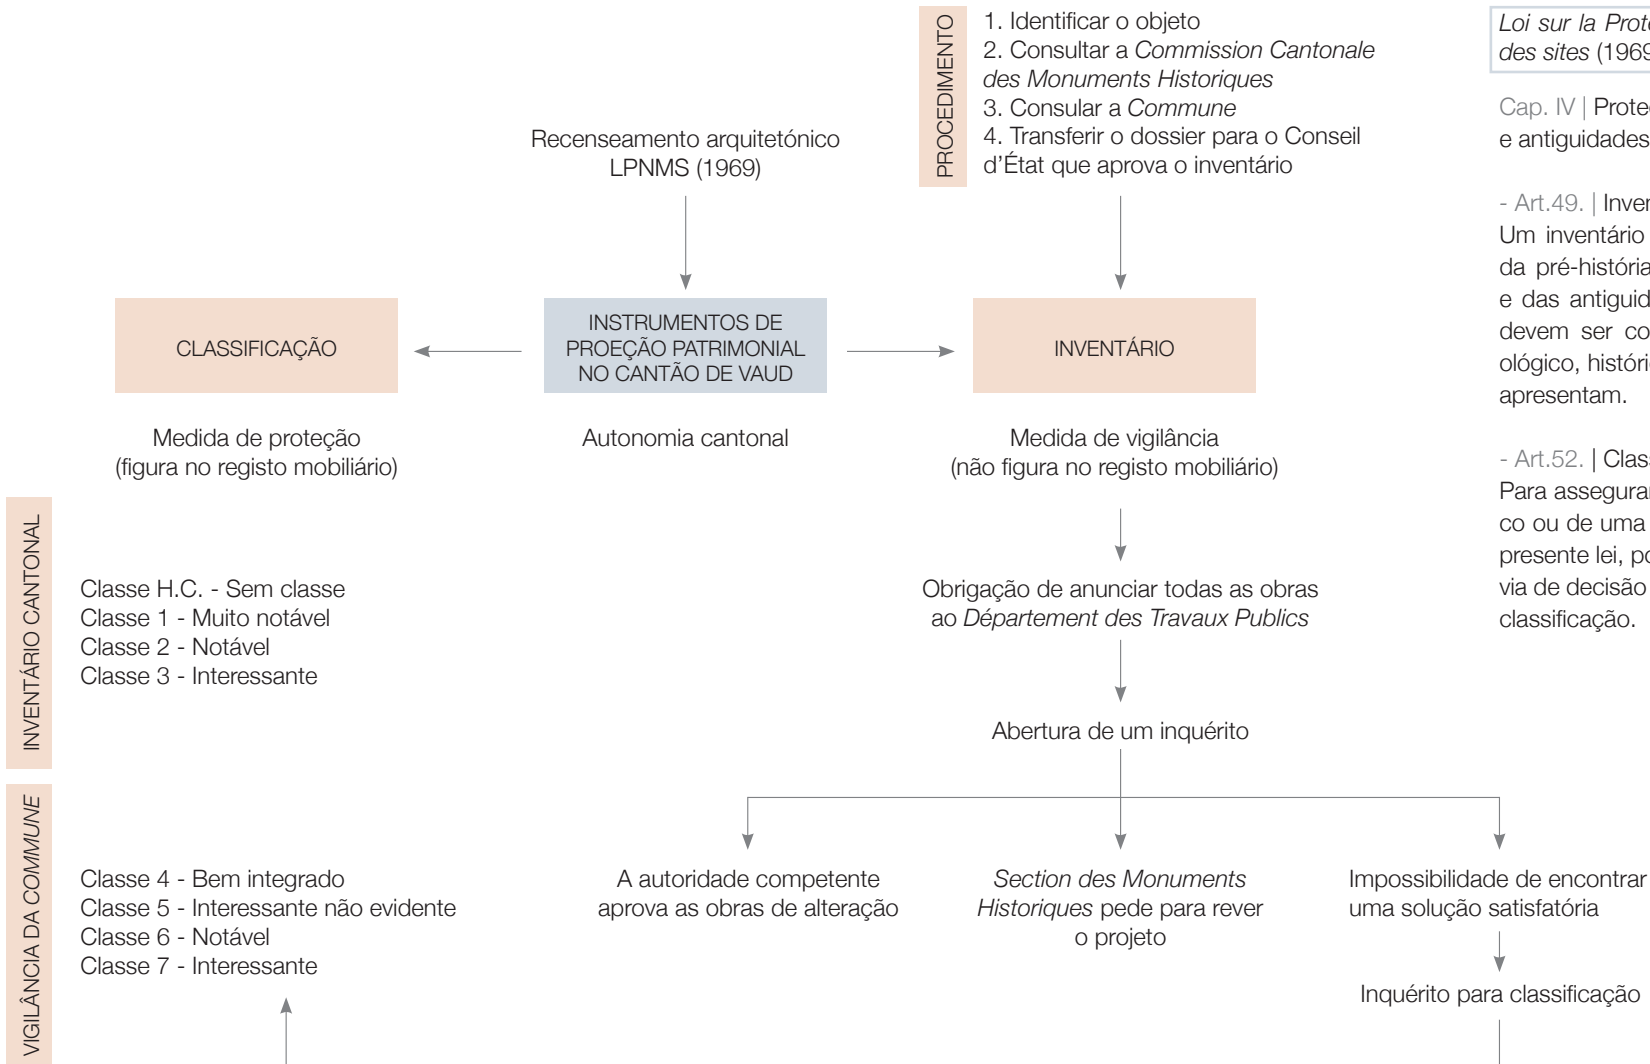 PROCEDIMENTO
1. Identificar o objeto
2. Consultar a Commission Cantonale
des Monuments Historiques
3. Consular a Commune
4. Transferir o dossier para o Conseil
d'État que aprova o inventário
Recenseamento arquitetónico
LPNMS (1969)
CLASSIFICAÇÃO
INSTRUMENTOS DE
PROEÇÃO PATRIMONIAL
NO CANTÃO DE VAUD
INVENTÁRIO
Medida de proteção
(figura no registo mobiliário)
Autonomia cantonal
Medida de vigilância
(não figura no registo mobiliário)
INVENTÁRIO CANTONAL
Classe H.C. - Sem classe
Classe 1 - Muito notável
Classe 2 - Notável
Classe 3 - Interessante
Obrigação de anunciar todas as obras
ao Département des Travaux Publics
Abertura de um inquérito
VIGILÂNCIA DA COMMUNE
Classe 4 - Bem integrado
Classe 5 - Interessante não evidente
Classe 6 - Notável
Classe 7 - Interessante
A autoridade competente
aprova as obras de alteração
Section des Monuments
Historiques pede para rever
o projeto
Impossibilidade de encontrar
uma solução satisfatória
Inquérito para classificação
Loi sur la
des sites (1969
Cap. IV |
e antiguidades
- Art.49. |
Um inventário
da pré-história
e das
devem ser
apresentam.
- Art.52. |
Para
co ou de uma
presente lei,
via de decisão
classificação.